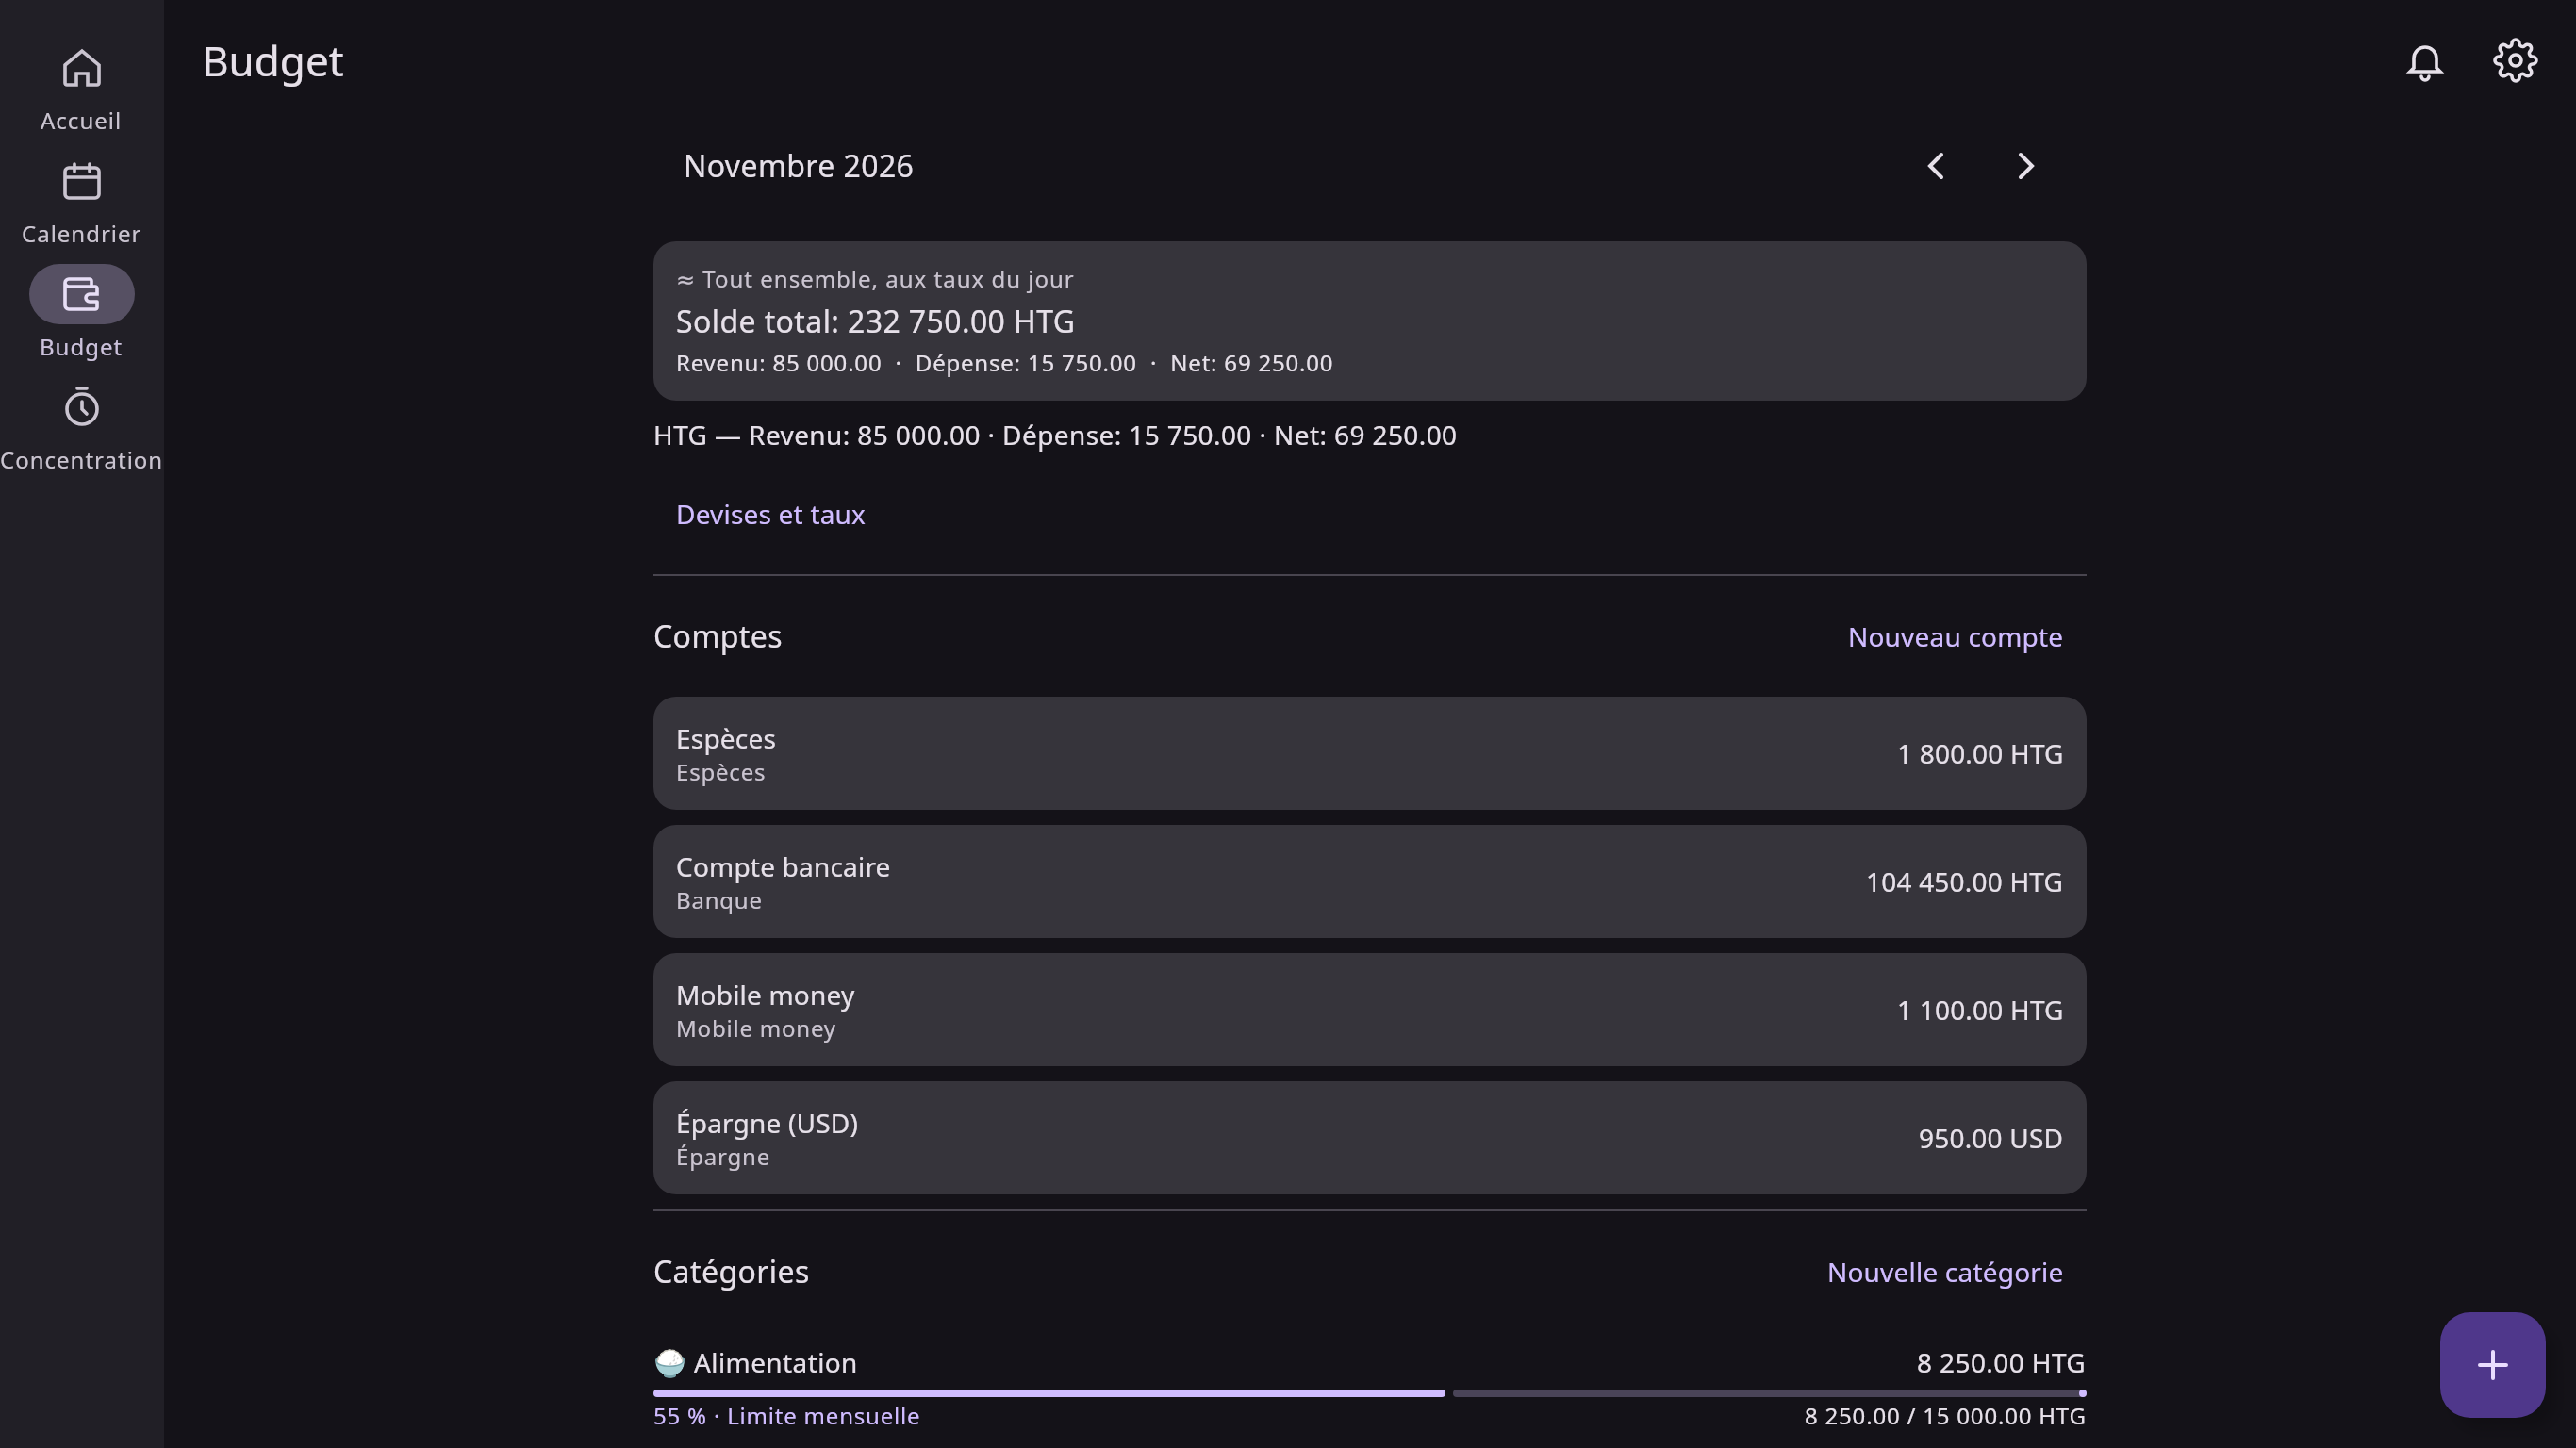 Budget
Accueil
Calendrier
Budget
Concentration
Novembre 2026
≈ Tout ensemble, aux taux du jour
Solde total: 232 750.00 HTG
Revenu: 85 000.00 · Dépense: 15 750.00 · Net: 69 250.00
HTG — Revenu: 85 000.00 · Dépense: 15 750.00 · Net: 69 250.00
Devises et taux
Comptes
Nouveau compte
Espèces
Espèces
1 800.00 HTG
Compte bancaire
Banque
104 450.00 HTG
Mobile money
Mobile money
1 100.00 HTG
Épargne (USD)
Épargne
950.00 USD
Catégories
Nouvelle catégorie
🍚 Alimentation
8 250.00 HTG
55 % · Limite mensuelle
8 250.00 / 15 000.00 HTG